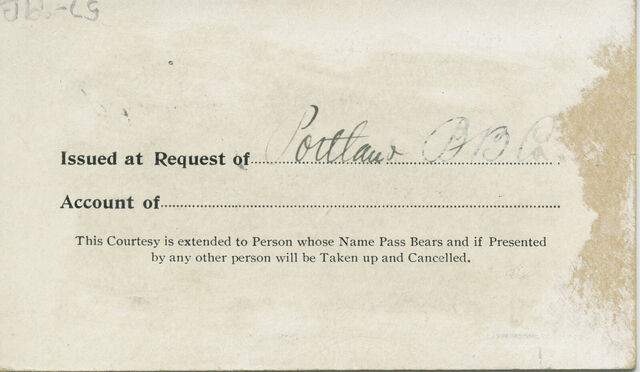 Issued at Request of Portland B B Co.
Account of
This Courtesy is extended to Person whose Name Pass Bears and if Presented
by any other person will be Taken up and Cancelled.